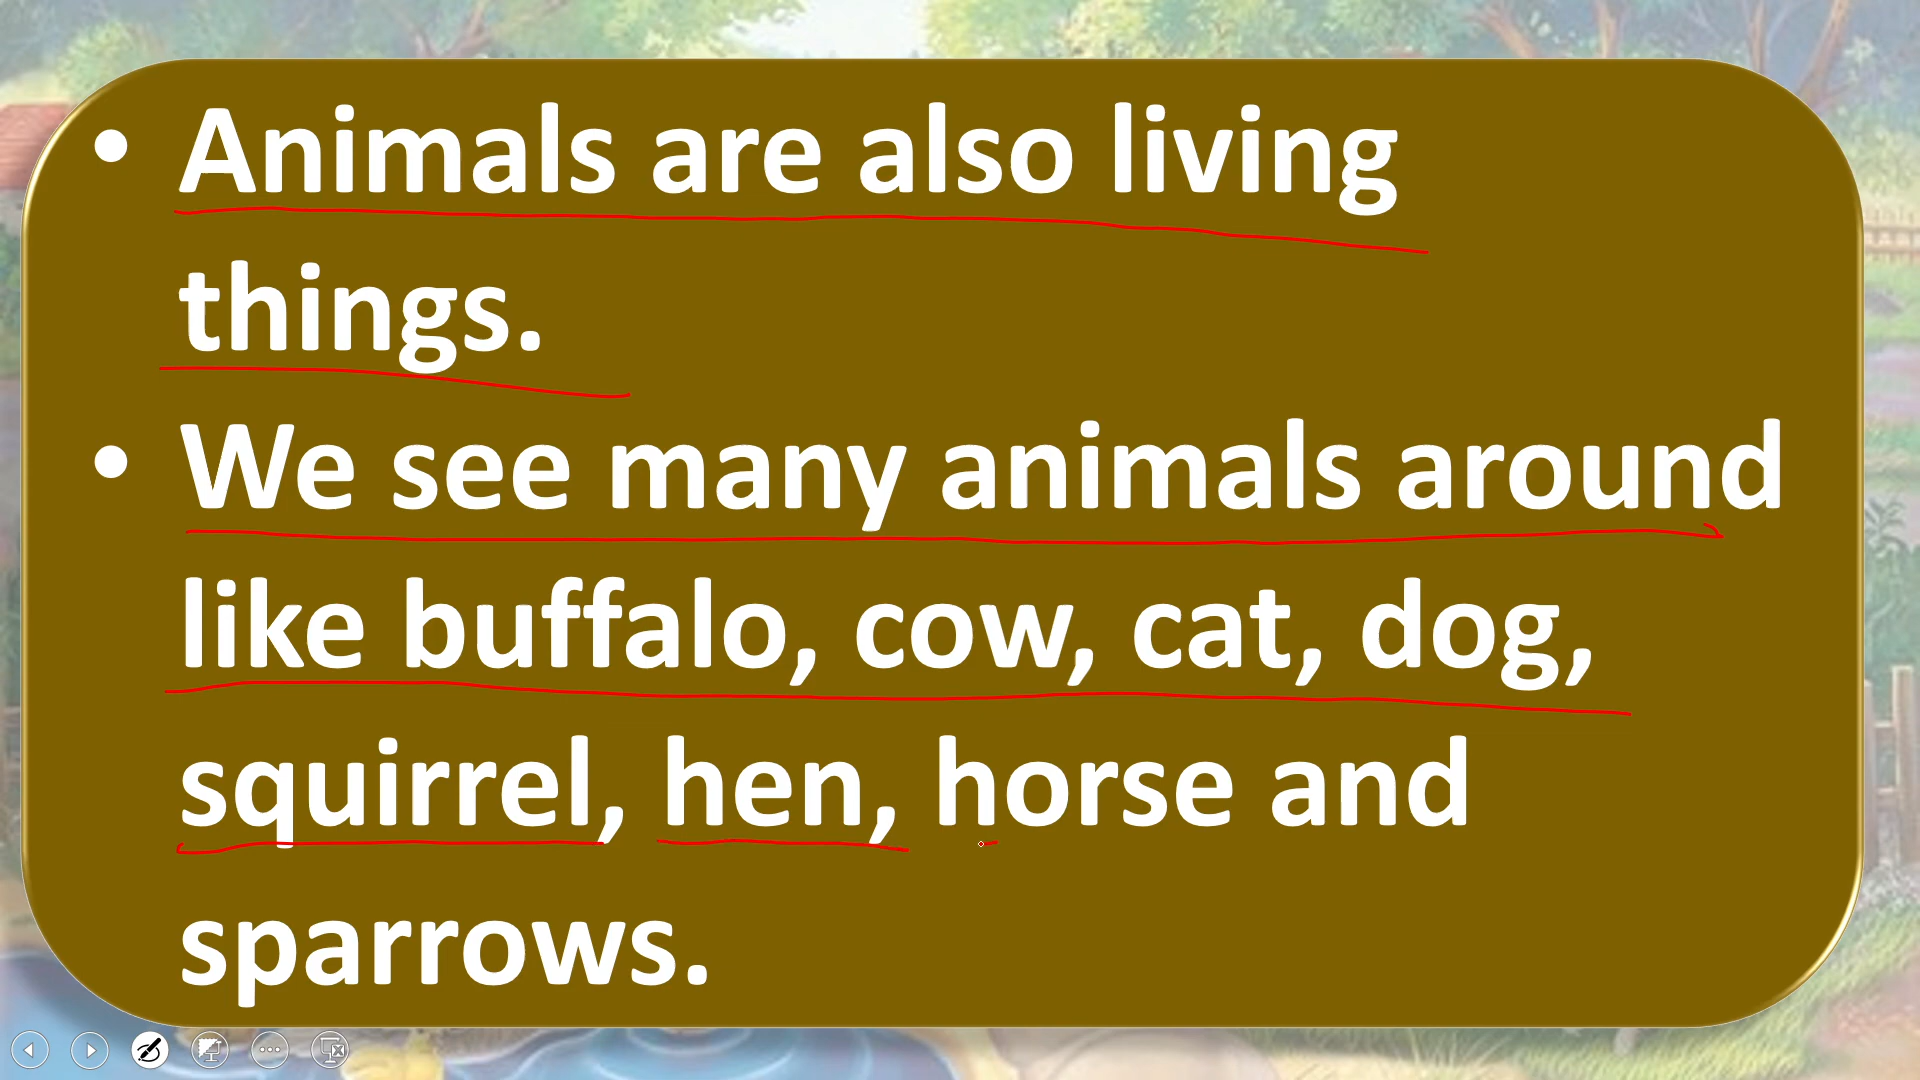 • Animals are also living
things.
• We see many animals around
like buffalo, cow, cat, dog,
squirrel, hen, horse and
sparrows.